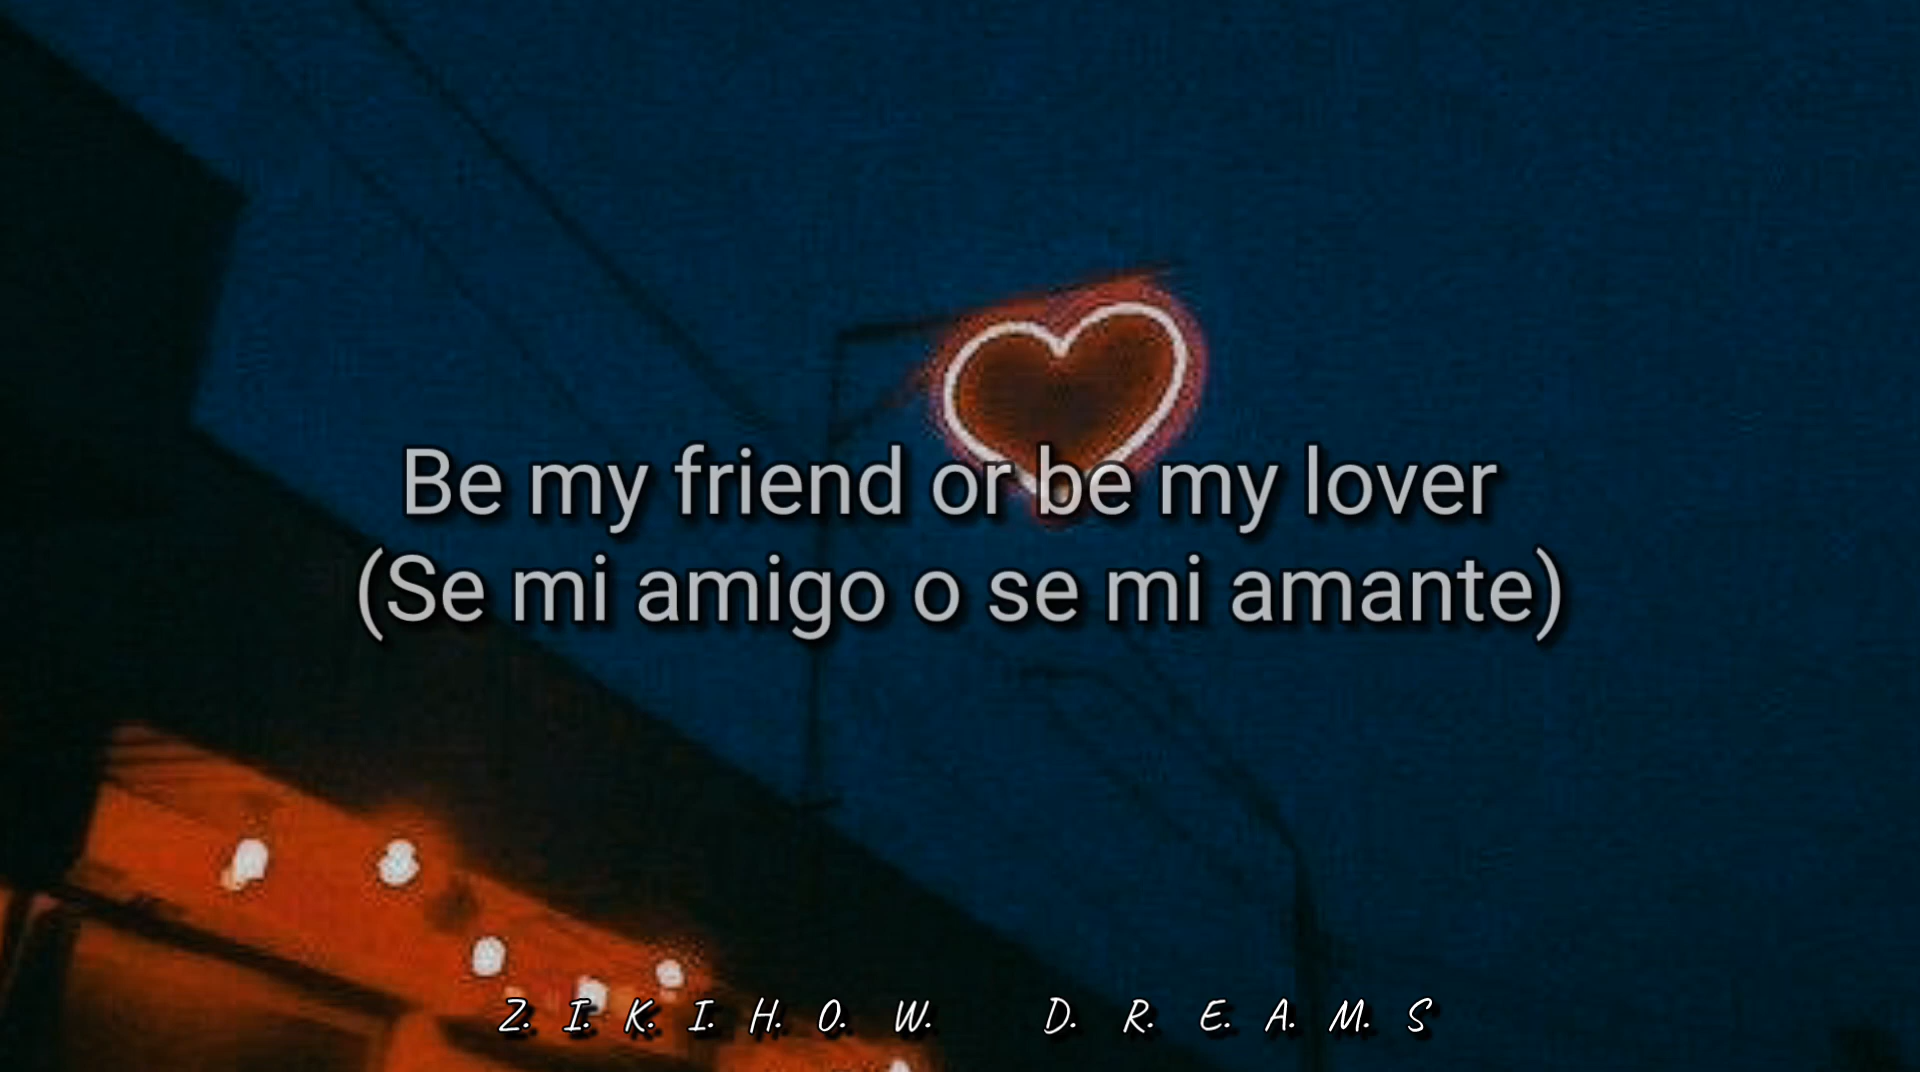 Be my friend or be my lover
(Se mi amigo o se mi amante)
Z. I. K. I. H. O. W. D. R. E. A. M. S